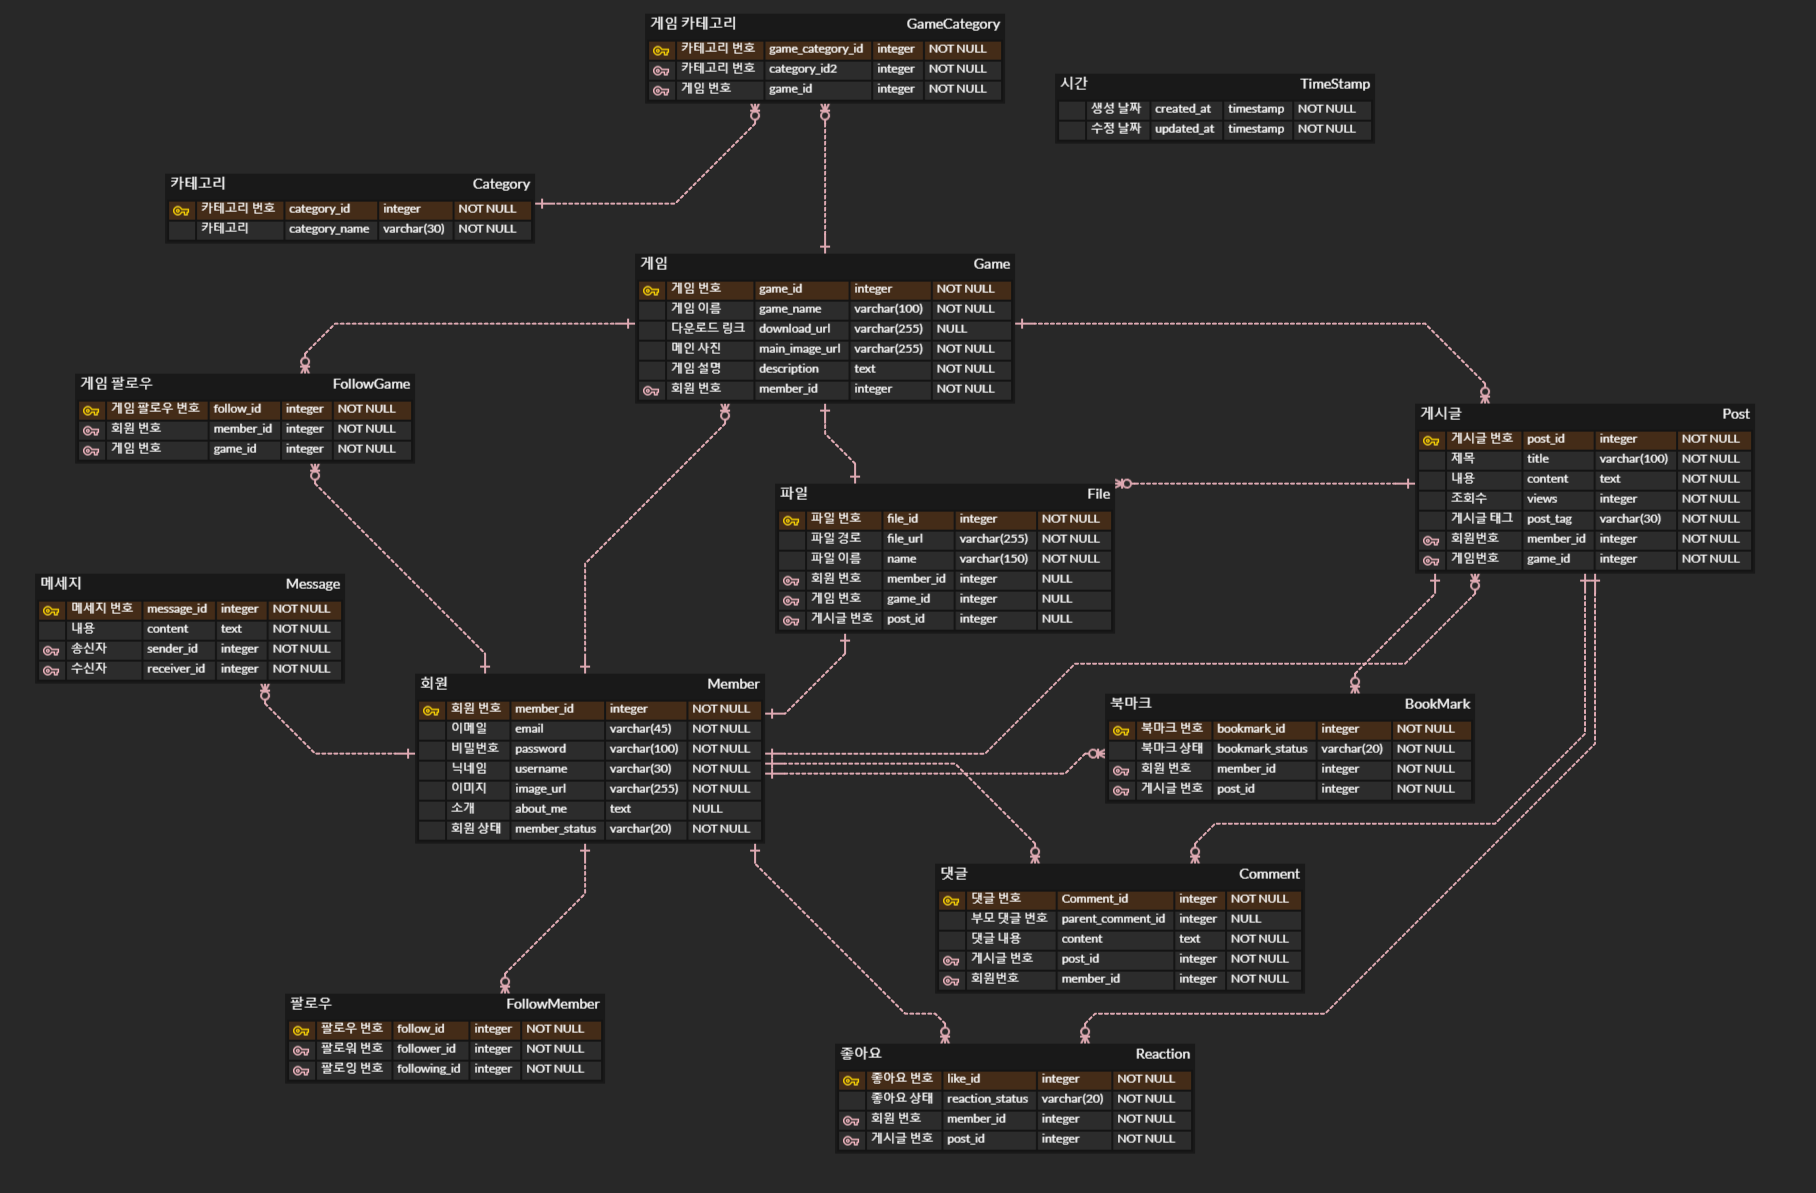 게임 카테고리 GameCategory
카테고리 번호 game_category_id integer NOT NULL
카테고리 번호 category_id2 integer NOT NULL
게임 번호 game_id integer NOT NULL
시간 TimeStamp
생성 날짜 created_at timestamp NOT NULL
수정 날짜 updated_at timestamp NOT NULL
카테고리 Category
카테고리 번호 category_id integer NOT NULL
카테고리 category_name varchar(30) NOT NULL
게임 Game
게임 번호 game_id integer NOT NULL
게임 이름 game_name varchar(100) NOT NULL
다운로드 링크 download_url varchar(255) NULL
메인 사진 main_image_url varchar(255) NOT NULL
게임 설명 description text NOT NULL
회원 번호 member_id integer NOT NULL
게임 팔로우 FollowGame
게임 팔로우 번호 follow_id integer NOT NULL
회원 번호 member_id integer NOT NULL
게임 번호 game_id integer NOT NULL
게시글 Post
게시글 번호 post_id integer NOT NULL
제목 title varchar(100) NOT NULL
내용 content text NOT NULL
조회수 views integer NOT NULL
게시글 태그 post_tag varchar(30) NOT NULL
회원번호 member_id integer NOT NULL
게임번호 game_id integer NOT NULL
파일 File
파일 번호 file_id integer NOT NULL
파일 경로 file_url varchar(255) NOT NULL
파일 이름 name varchar(150) NOT NULL
회원 번호 member_id integer NULL
게임 번호 game_id integer NULL
게시글 번호 post_id integer NULL
메세지 Message
메세지 번호 message_id integer NOT NULL
내용 content text NOT NULL
송신자 sender_id integer NOT NULL
수신자 receiver_id integer NOT NULL
회원 Member
회원 번호 member_id integer NOT NULL
이메일 email varchar(45) NOT NULL
비밀번호 password varchar(100) NOT NULL
닉네임 username varchar(30) NOT NULL
이미지 image_url varchar(255) NOT NULL
소개 about_me text NULL
회원 상태 member_status varchar(20) NOT NULL
북마크 BookMark
북마크 번호 bookmark_id integer NOT NULL
북마크 상태 bookmark_status varchar(20) NOT NULL
회원 번호 member_id integer NOT NULL
게시글 번호 post_id integer NOT NULL
댓글 Comment
댓글 번호 Comment_id integer NOT NULL
부모 댓글 번호 parent_comment_id integer NULL
댓글 내용 content text NOT NULL
게시글 번호 post_id integer NOT NULL
회원번호 member_id integer NOT NULL
팔로우 FollowMember
팔로우 번호 follow_id integer NOT NULL
팔로워 번호 follower_id integer NOT NULL
팔로잉 번호 following_id integer NOT NULL
좋아요 Reaction
좋아요 번호 like_id integer NOT NULL
좋아요 상태 reaction_status varchar(20) NOT NULL
회원 번호 member_id integer NOT NULL
게시글 번호 post_id integer NOT NULL